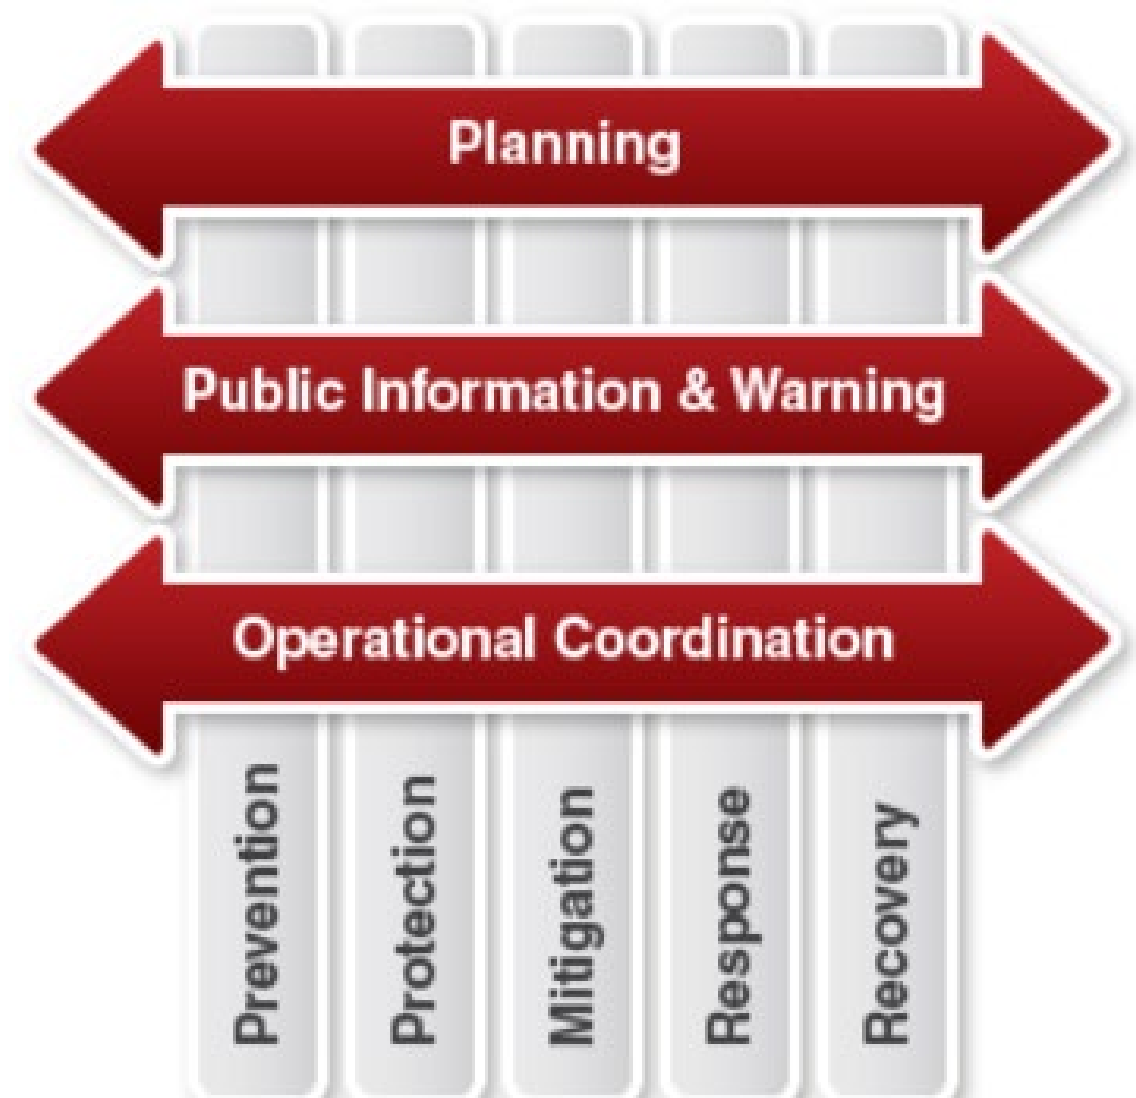 Planning
Public Information & Warning
Operational Coordination
Prevention
Protection
Mitigation
Response
Recovery